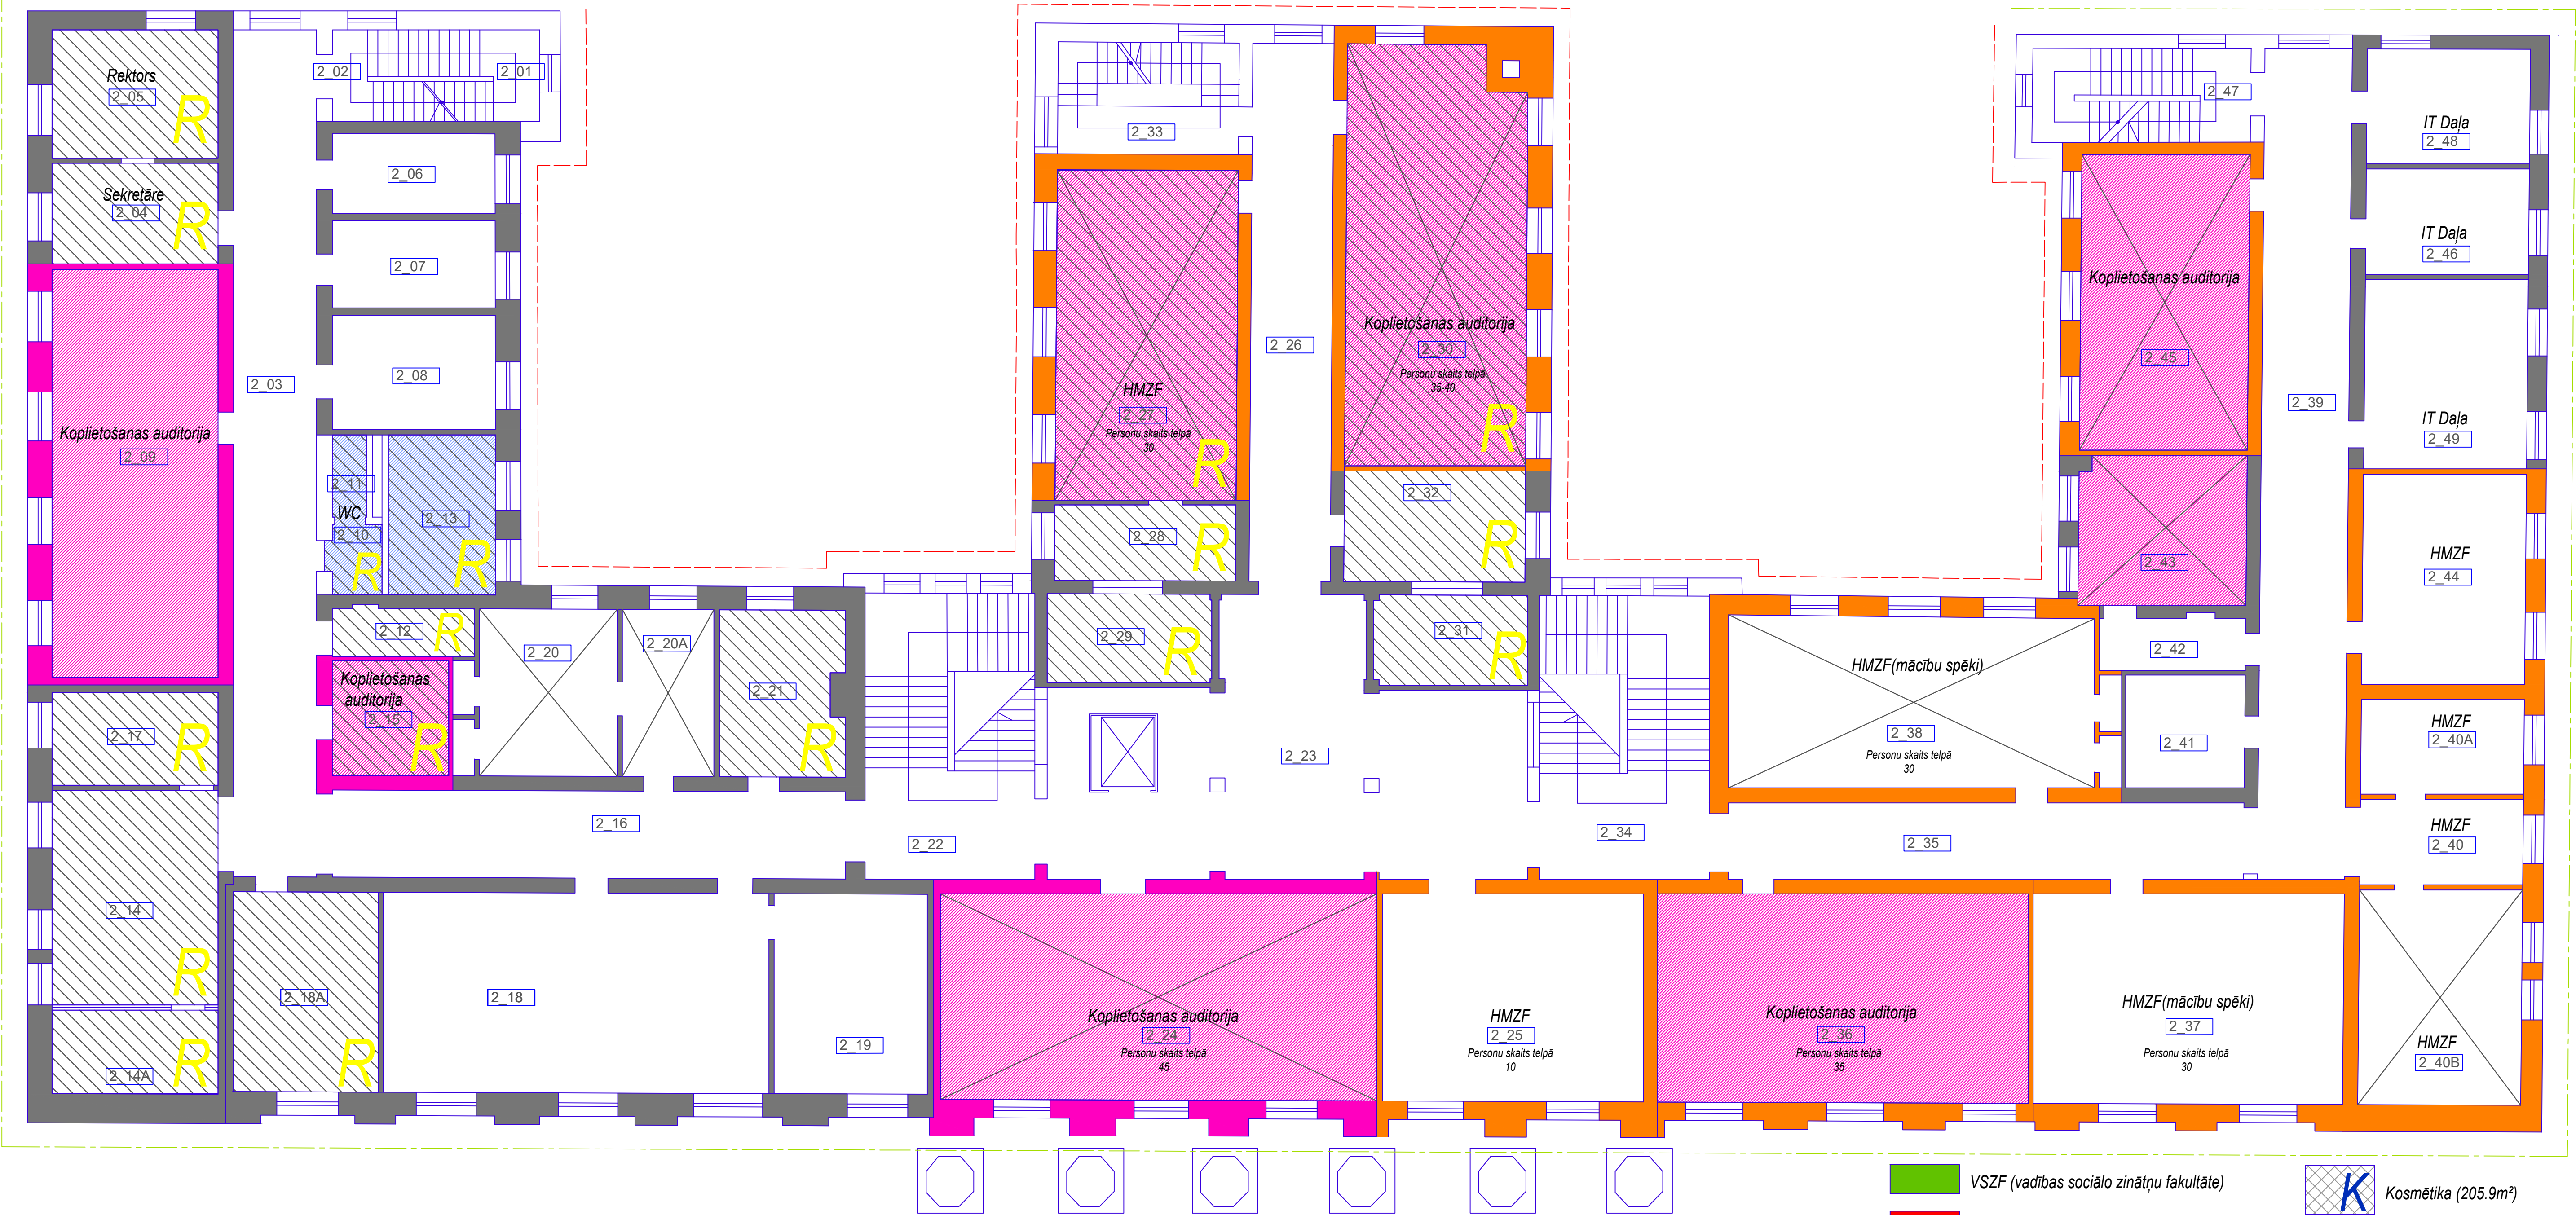 Rektors
2_05
R
2_02
2_01
Sekretāre
2_04
R
2_06
2_07
2_08
2_03
Koplietošanas auditorija
2_09
2_11
WC
2_10
R
2_13
R
2_12
R
Koplietošanas
auditorija
2_15
R
2_20
2_20A
2_21
R
2_17
R
2_14
R
2_14A
R
2_16
2_18A
R
2_18
2_19
2_22
2_33
HMZF
2_27
Personu skaits telpā
30
R
2_26
Koplietošanas auditorija
2_30
Personu skaits telpā
35-40
R
2_28
R
2_32
R
2_29
R
2_31
R
2_23
Koplietošanas auditorija
2_24
Personu skaits telpā
45
HMZF
2_25
Personu skaits telpā
10
2_34
2_35
Koplietošanas auditorija
2_36
Personu skaits telpā
35
HMZF(mācību spēki)
2_38
Personu skaits telpā
30
HMZF(mācību spēki)
2_37
Personu skaits telpā
30
2_47
IT Daļa
2_48
IT Daļa
2_46
Koplietošanas auditorija
2_45
2_39
IT Daļa
2_49
2_43
HMZF
2_44
2_42
2_41
HMZF
2_40A
HMZF
2_40
HMZF
2_40B
VSZF (vadības sociālo zinātņu fakultāte)
K
Kosmētika (205.9m²)